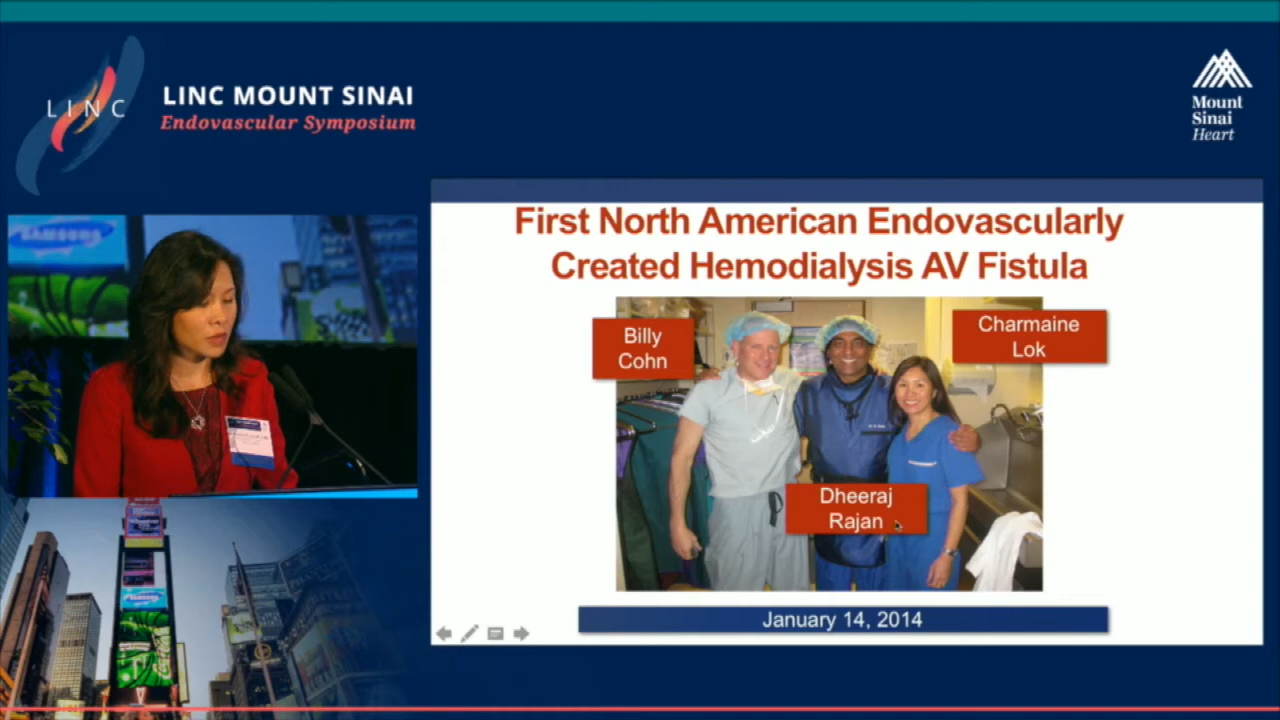 LINC
LINC MOUNT SINAI
Endovascular Symposium
Mount
Sinai
Heart
SAMSUNG
First North American Endovascularly
Created Hemodialysis AV Fistula
Billy
Cohn
Charmaine
Lok
Dheeraj
Rajan
January 14, 2014